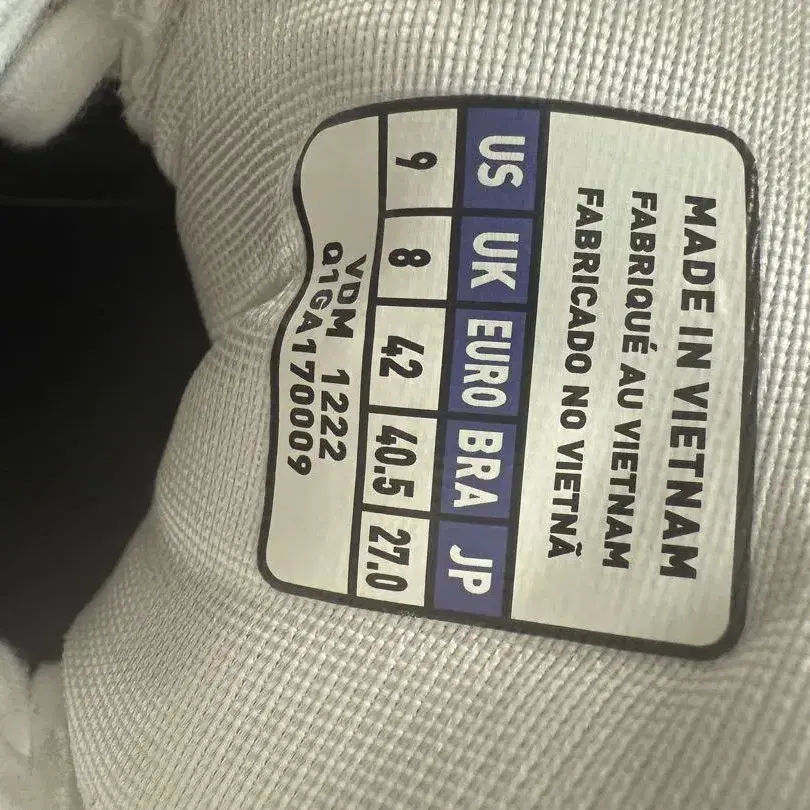 MADE IN VIETNAM
FABRIQUÉ AU VIETNAM
FABRICADO NO VIETNÃ
US UK EURO BRA JP
9 8 42 40.5 27.0
VDM 1222
Q1GA170009